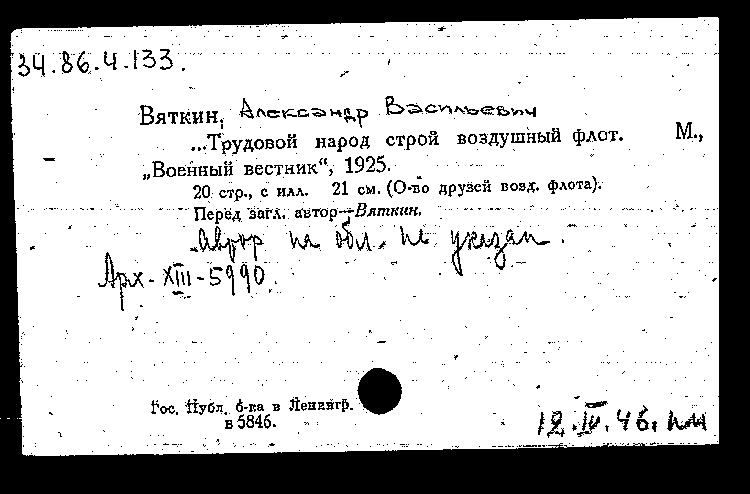 34.86.4.133.
Вяткин, Александр Васильевич
...Трудовой народ строй воздушный флот. М.,
„Военный вестник“, 1925.
20 стр., с илл. 21 см. (О-во друзей возд. флота).
Перед загл. автор—Вяткин.
Автор на обл. не указан.
Арх-XIII-5990.
Гос. Публ. б-ка в Ленингр.
в 5846.
12.IV.46.